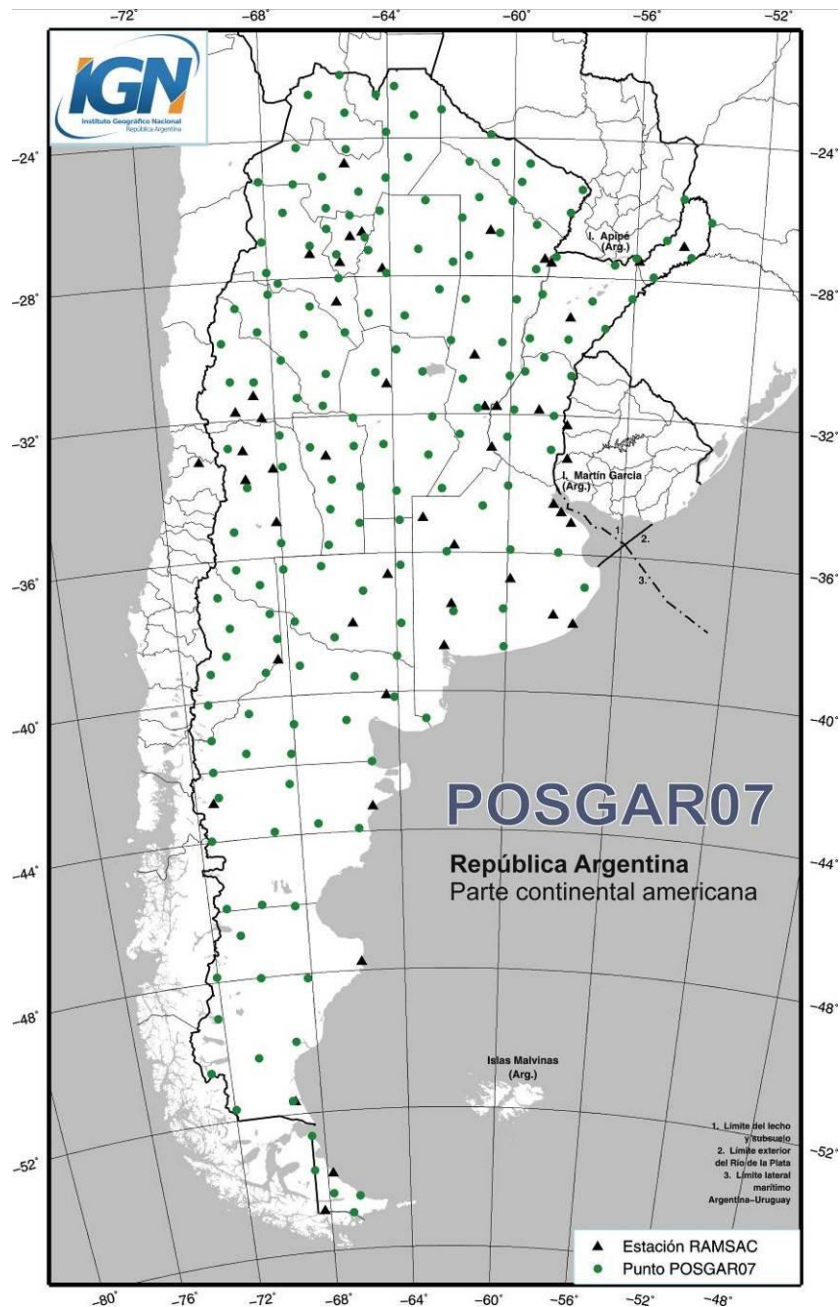 −72° −68° −64° −60° −56° −52°
IGN
Instituto Geográfico Nacional
República Argentina
−24° −24°
I. Apipé
(Arg.)
−28° −28°
−32° −32°
I. Martín Garcia
(Arg.)
1.
2.
3.
−36° −36°
−40° −40°
POSGAR07
República Argentina
Parte continental americana
−44° −44°
−48° −48°
Islas Malvinas
(Arg.)
1. Límite del lecho
y subsuelo
2. Límite exterior
del Río de la Plata
3. Límite lateral
marítimo
Argentina−Uruguay
−52° −52°
Estación RAMSAC
Punto POSGAR07
−80° −76° −72° −68° −64° −60° −56° −52° −48°